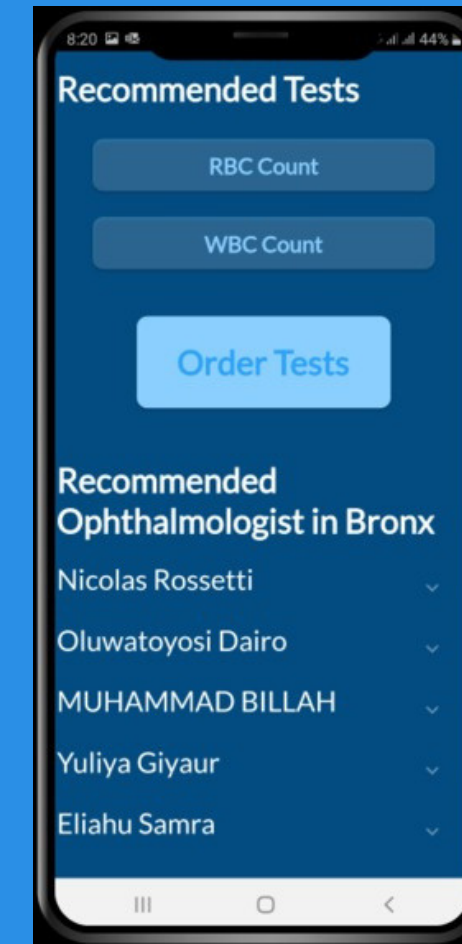 8:20 44%
Recommended Tests
RBC Count
WBC Count
Order Tests
Recommended
Ophthalmologist in Bronx
Nicolas Rossetti
Oluwatoyosi Dairo
MUHAMMAD BILLAH
Yuliya Giyaur
Eliahu Samra